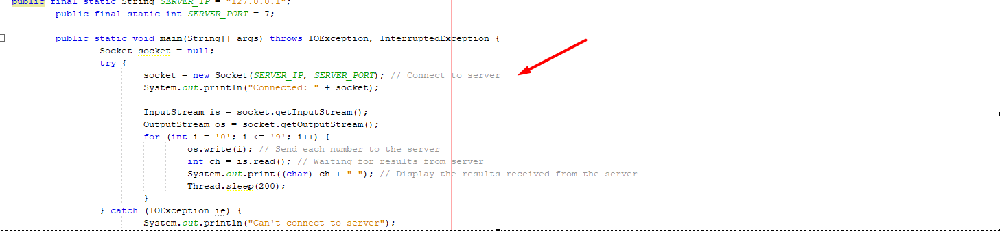 public final static String SERVER_IP = "127.0.0.1";
public final static int SERVER_PORT = 7;
public static void main(String[] args) throws IOException, InterruptedException {
Socket socket = null;
try {
socket = new Socket(SERVER_IP, SERVER_PORT); // Connect to server
System.out.println("Connected: " + socket);
InputStream is = socket.getInputStream();
OutputStream os = socket.getOutputStream();
for (int i = '0'; i <= '9'; i++) {
os.write(i); // Send each number to the server
int ch = is.read(); // Waiting for results from server
System.out.print((char) ch + " "); // Display the results received from the server
Thread.sleep(200);
}
} catch (IOException ie) {
System.out.println("Can't connect to server");